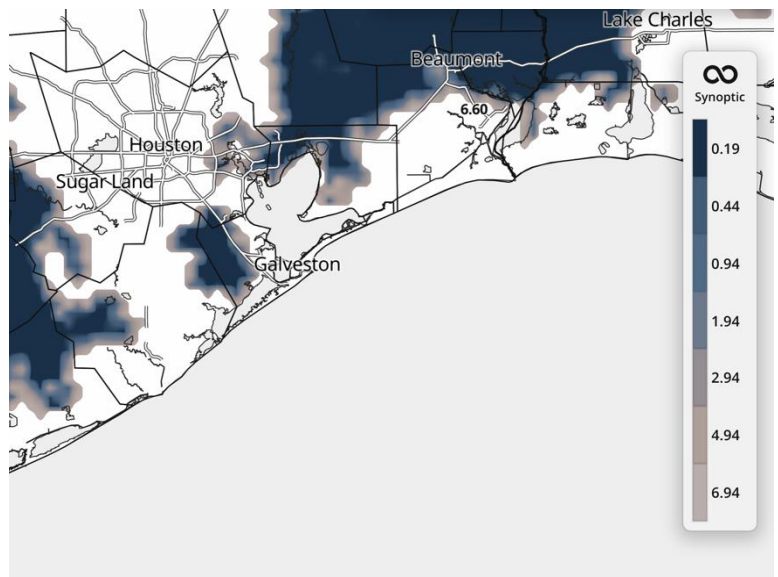 Lake Charles
Beaumont
6.60
Houston
Sugar Land
Galveston
Synoptic
0.19
0.44
0.94
1.94
2.94
4.94
6.94